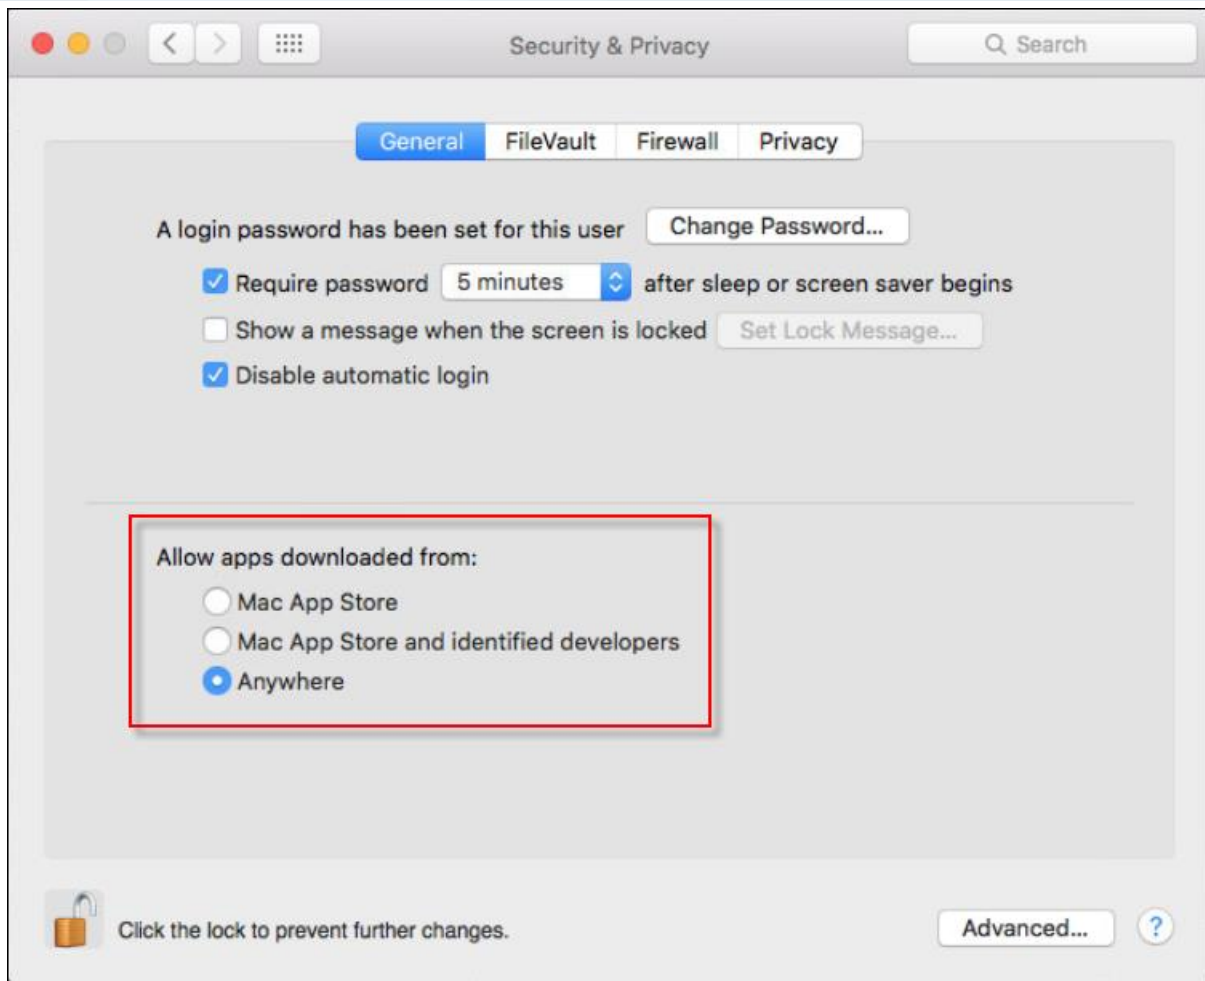 Security & Privacy
Search
General FileVault Firewall Privacy
A login password has been set for this user Change Password...
Require password 5 minutes after sleep or screen saver begins
Show a message when the screen is locked Set Lock Message...
Disable automatic login
Allow apps downloaded from:
Mac App Store
Mac App Store and identified developers
Anywhere
Click the lock to prevent further changes.
Advanced... ?